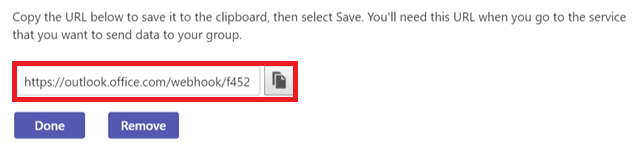 Copy the URL below to save it to the clipboard, then select Save. You'll need this URL when you go to the service
that you want to send data to your group.
https://outlook.office.com/webhook/f452
Done Remove